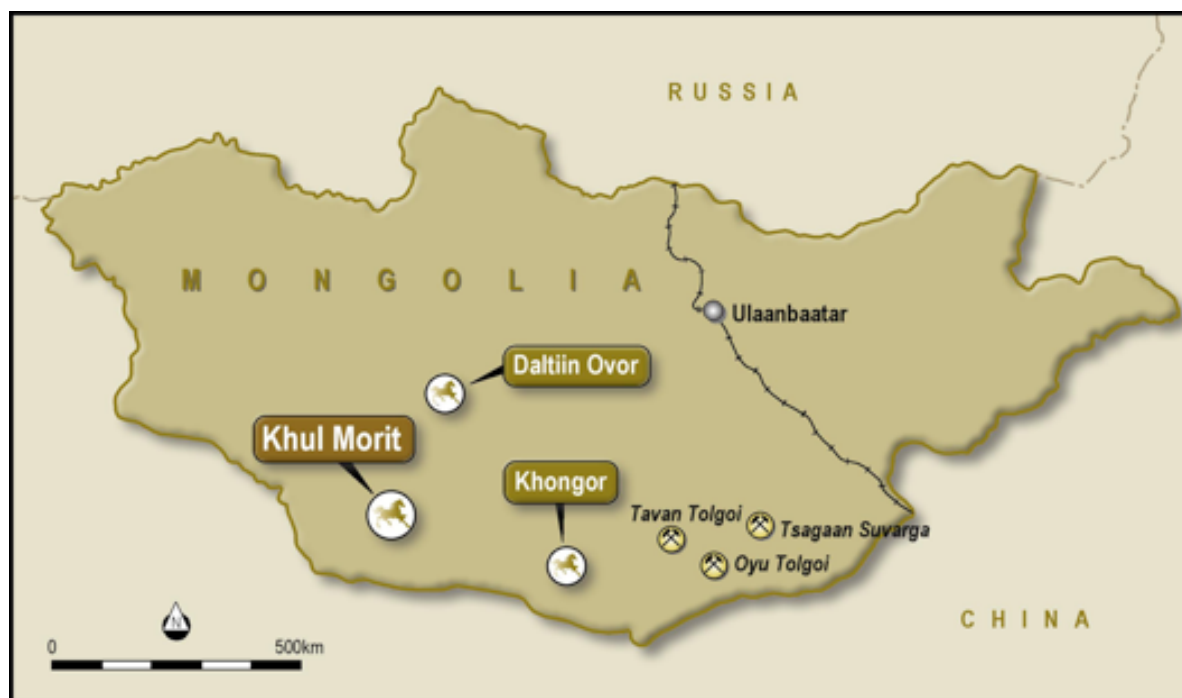 RUSSIA
MONGOLIA
Ulaanbaatar
Daltiin Ovor
Khul Morit
Khongor
Tavan Tolgoi
Tsagaan Suvarga
Oyu Tolgoi
CHINA
N
0 500km